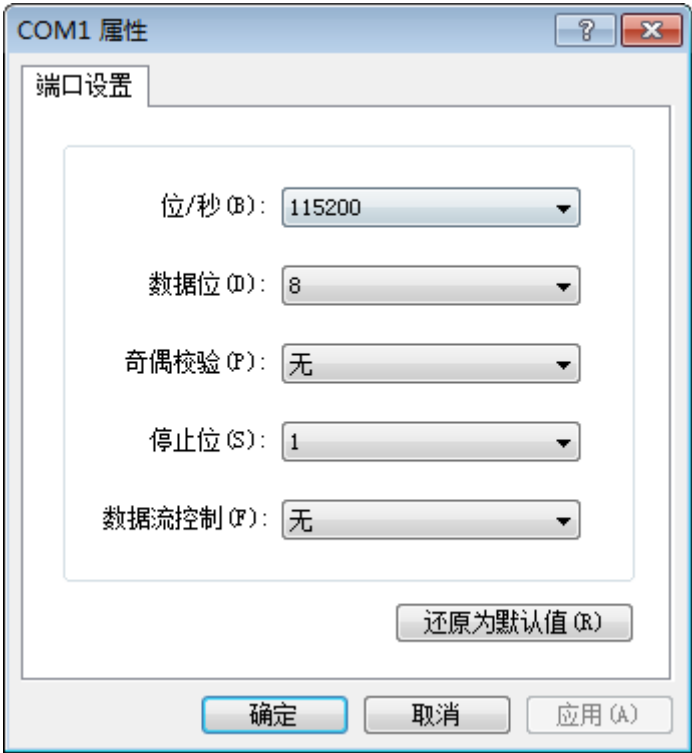 COM1 属性
端口设置
位/秒(B): 115200
数据位(D): 8
奇偶校验(P): 无
停止位(S): 1
数据流控制(F): 无
还原为默认值(R)
确定 取消 应用(A)